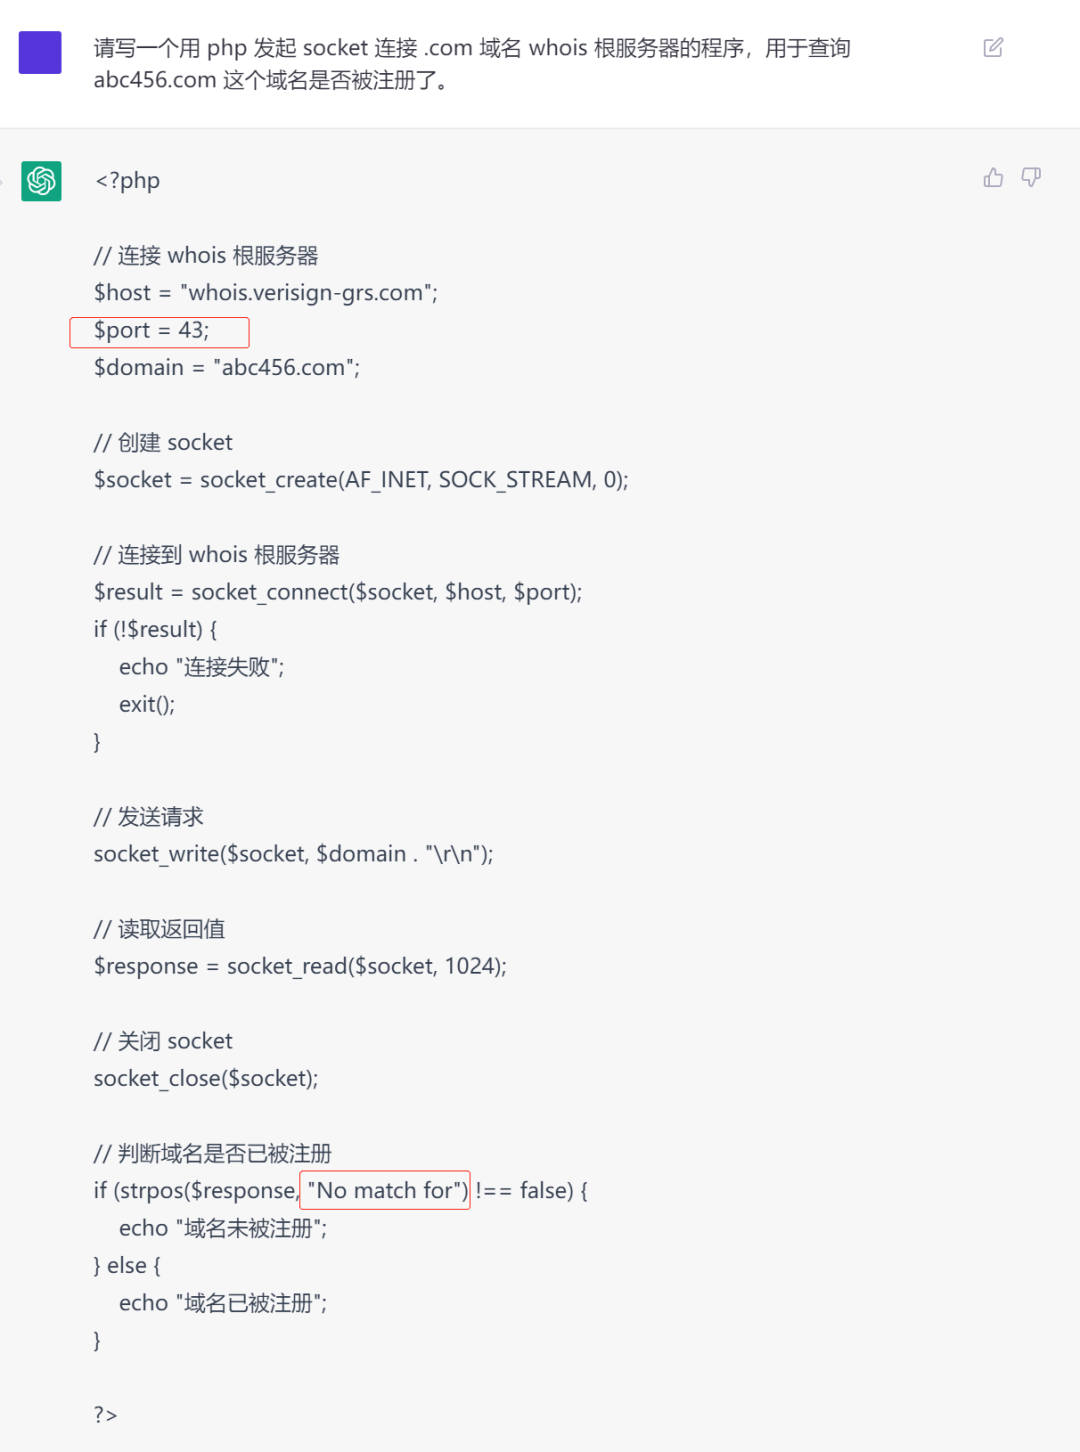 请写一个用 php 发起 socket 连接 .com 域名 whois 根服务器的程序，用于查询
abc456.com 这个域名是否被注册了。
<?php
// 连接 whois 根服务器
$host = "whois.verisign-grs.com";
$port = 43;
$domain = "abc456.com";
// 创建 socket
$socket = socket_create(AF_INET, SOCK_STREAM, 0);
// 连接到 whois 根服务器
$result = socket_connect($socket, $host, $port);
if (!$result) {
echo "连接失败";
exit();
}
// 发送请求
socket_write($socket, $domain . "\r\n");
// 读取返回值
$response = socket_read($socket, 1024);
// 关闭 socket
socket_close($socket);
// 判断域名是否已被注册
if (strpos($response, "No match for") !== false) {
echo "域名未被注册";
} else {
echo "域名已被注册";
}
?>